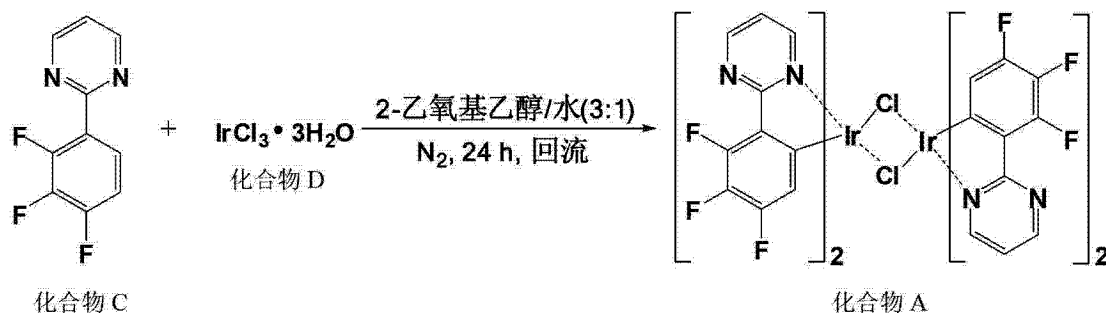 N N
F
F
F
+
IrCl3 • 3H2O
化合物 D
2-乙氧基乙醇/水(3:1)
N2, 24 h, 回流
N N
F
F
F
2
Ir
Cl
Cl
Ir
F
F
F
N N
2
化合物 C
化合物 A